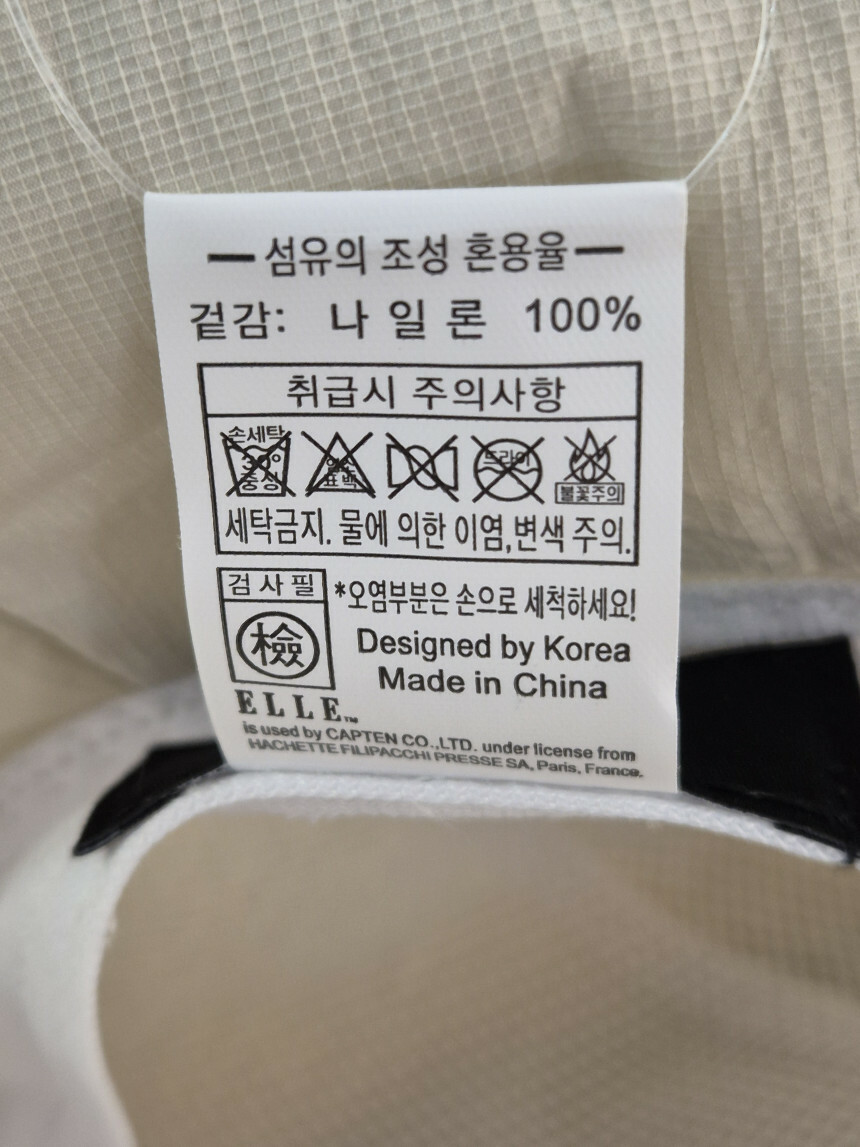 섬유의 조성 혼용율
겉감: 나 일 론 100%
취급시 주의사항
손세탁
30°
중성
염소
표백
드라이
불꽃주의
세탁금지. 물에 의한 이염,변색 주의.
검 사 필
檢
*오염부분은 손으로 세척하세요!
Designed by Korea
Made in China
ELLE™
is used by CAPTEN CO.,LTD. under license from
HACHETTE FILIPACCHI PRESSE SA, Paris, France.